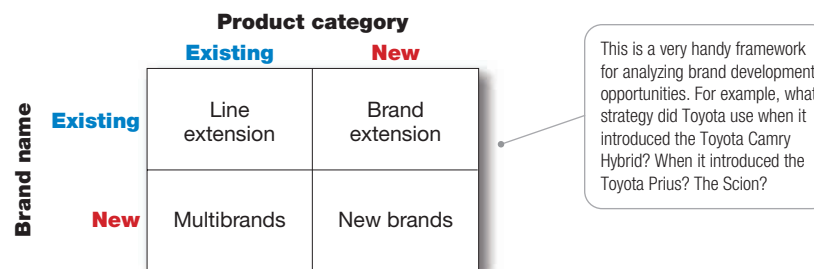 Product category
Existing New
Brand name
Existing
Line
extension
Brand
extension
New
Multibrands
New brands
This is a very handy framework
for analyzing brand development
opportunities. For example, what
strategy did Toyota use when it
introduced the Toyota Camry
Hybrid? When it introduced the
Toyota Prius? The Scion?